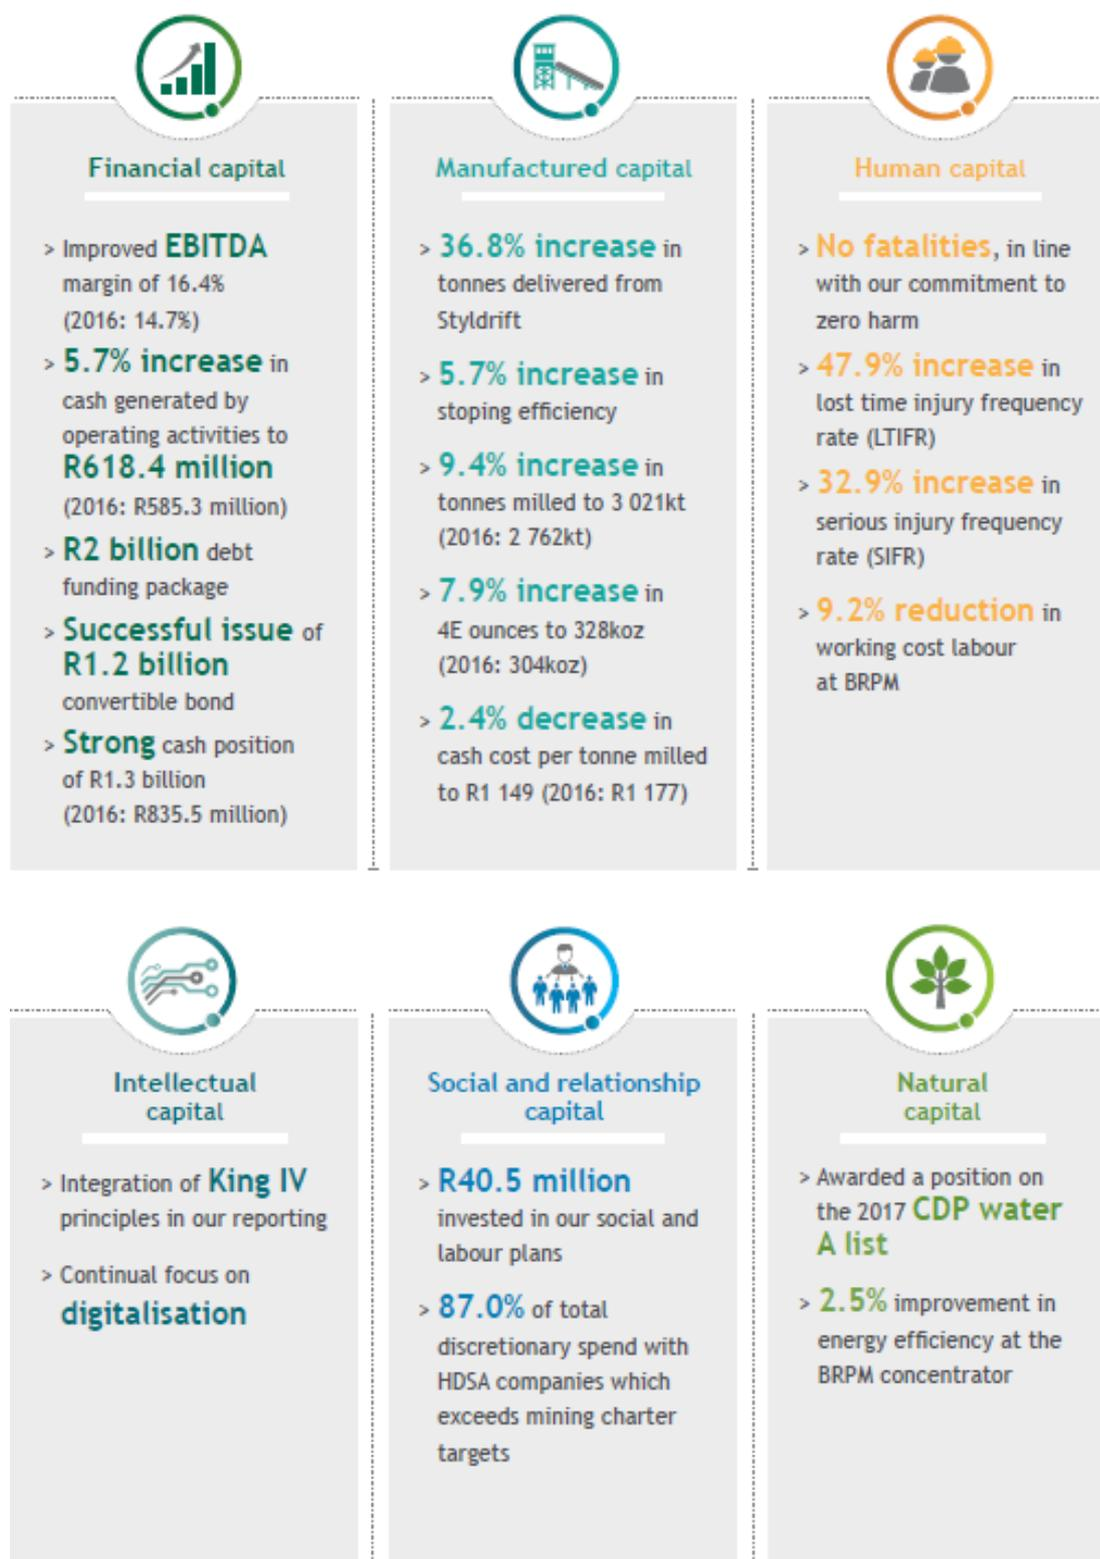 Financial capital
> Improved EBITDA
margin of 16.4%
(2016: 14.7%)
> 5.7% increase in
cash generated by
operating activities to
R618.4 million
(2016: R585.3 million)
> R2 billion debt
funding package
> Successful issue of
R1.2 billion
convertible bond
> Strong cash position
of R1.3 billion
(2016: R835.5 million)
Manufactured capital
> 36.8% increase in
tonnes delivered from
Styldrift
> 5.7% increase in
stoping efficiency
> 9.4% increase in
tonnes milled to 3 021kt
(2016: 2 762kt)
> 7.9% increase in
4E ounces to 328koz
(2016: 304koz)
> 2.4% decrease in
cash cost per tonne milled
to R1 149 (2016: R1 177)
Human capital
> No fatalities, in line
with our commitment to
zero harm
> 47.9% increase in
lost time injury frequency
rate (LTIFR)
> 32.9% increase in
serious injury frequency
rate (SIFR)
> 9.2% reduction in
working cost labour
at BRPM
Intellectual
capital
> Integration of King IV
principles in our reporting
> Continual focus on
digitalisation
Social and relationship
capital
> R40.5 million
invested in our social and
labour plans
> 87.0% of total
discretionary spend with
HDSA companies which
exceeds mining charter
targets
Natural
capital
> Awarded a position on
the 2017 CDP water
A list
> 2.5% improvement in
energy efficiency at the
BRPM concentrator